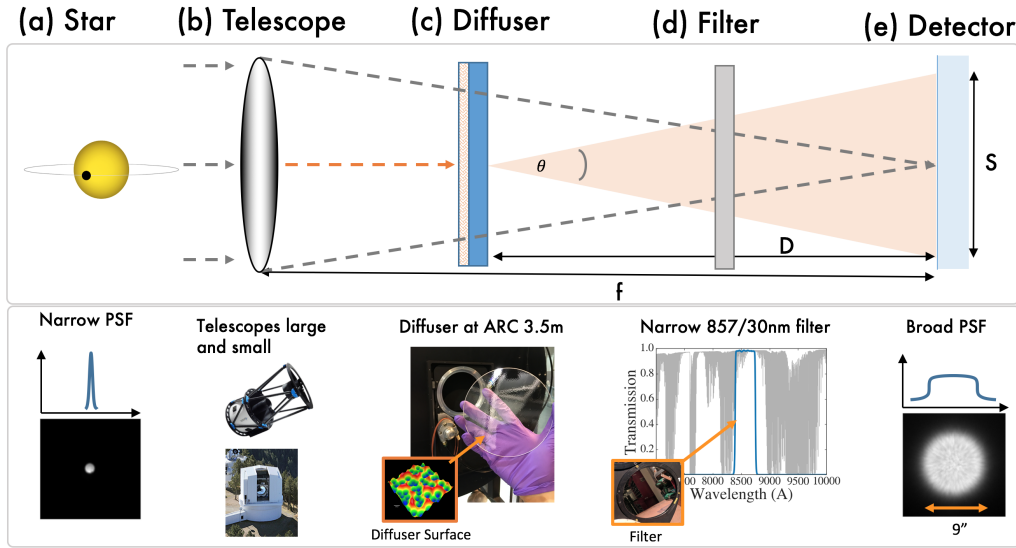 (a) Star
(b) Telescope
(c) Diffuser
(d) Filter
(e) Detector
θ
S
D
f
Narrow PSF
Telescopes large
and small
Diffuser at ARC 3.5m
Narrow 857/30nm filter
Broad PSF
Transmission
1.0
0.8
0.6
0.4
0.2
00 8000 8500 9000 9500 10000
Wavelength (A)
Diffuser Surface
Filter
9”